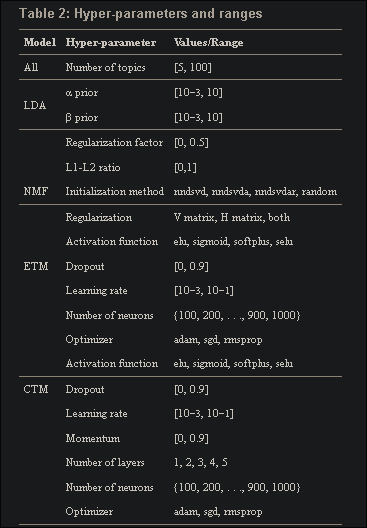 Table 2: Hyper-parameters and ranges
Model Hyper-parameter Values/Range
All Number of topics [5, 100]
α prior [10−3, 10]
LDA
β prior [10−3, 10]
Regularization factor [0, 0.5]
L1-L2 ratio [0,1]
NMF Initialization method nndsvd, nndsvda, nndsvdar, random
Regularization V matrix, H matrix, both
Activation function elu, sigmoid, softplus, selu
ETM Dropout [0, 0.9]
Learning rate [10−3, 10−1]
Number of neurons {100, 200, . . ., 900, 1000}
Optimizer adam, sgd, rmsprop
Activation function elu, sigmoid, softplus, selu
CTM Dropout [0, 0.9]
Learning rate [10−3, 10−1]
Momentum [0, 0.9]
Number of layers 1, 2, 3, 4, 5
Number of neurons {100, 200, . . ., 900, 1000}
Optimizer adam, sgd, rmsprop